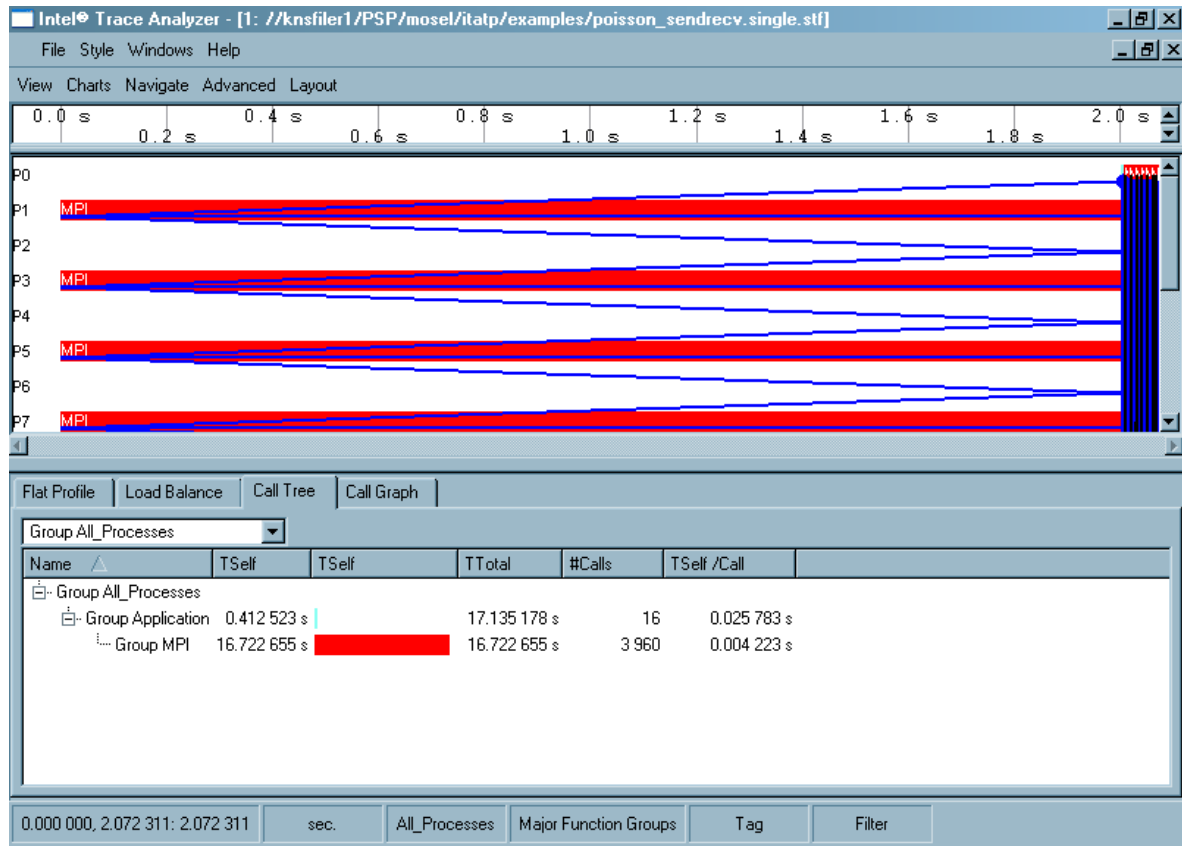 Intel® Trace Analyzer - [1: //knsfiler1/PSP/mosel/itatp/examples/poisson_sendrecv.single.stf]
File Style Windows Help
View Charts Navigate Advanced Layout
0.0 s 0.4 s 0.8 s 1.2 s 1.6 s 2.0 s
0.2 s 0.6 s 1.0 s 1.4 s 1.8 s
P0
P1 MPI
P2
P3 MPI
P4
P5 MPI
P6
P7 MPI
Flat Profile Load Balance Call Tree Call Graph
Group All_Processes
Name TSelf TSelf TTotal #Calls TSelf /Call
Group All_Processes
Group Application 0.412 523 s 17.135 178 s 16 0.025 783 s
Group MPI 16.722 655 s 16.722 655 s 3 960 0.004 223 s
0.000 000, 2.072 311: 2.072 311 sec. All_Processes Major Function Groups Tag Filter